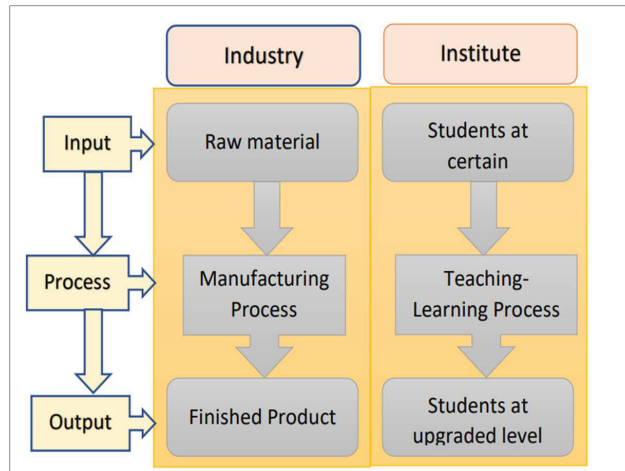 Industry
Institute
Input
Raw material
Students at
certain
Process
Manufacturing
Process
Teaching-
Learning Process
Output
Finished Product
Students at
upgraded level